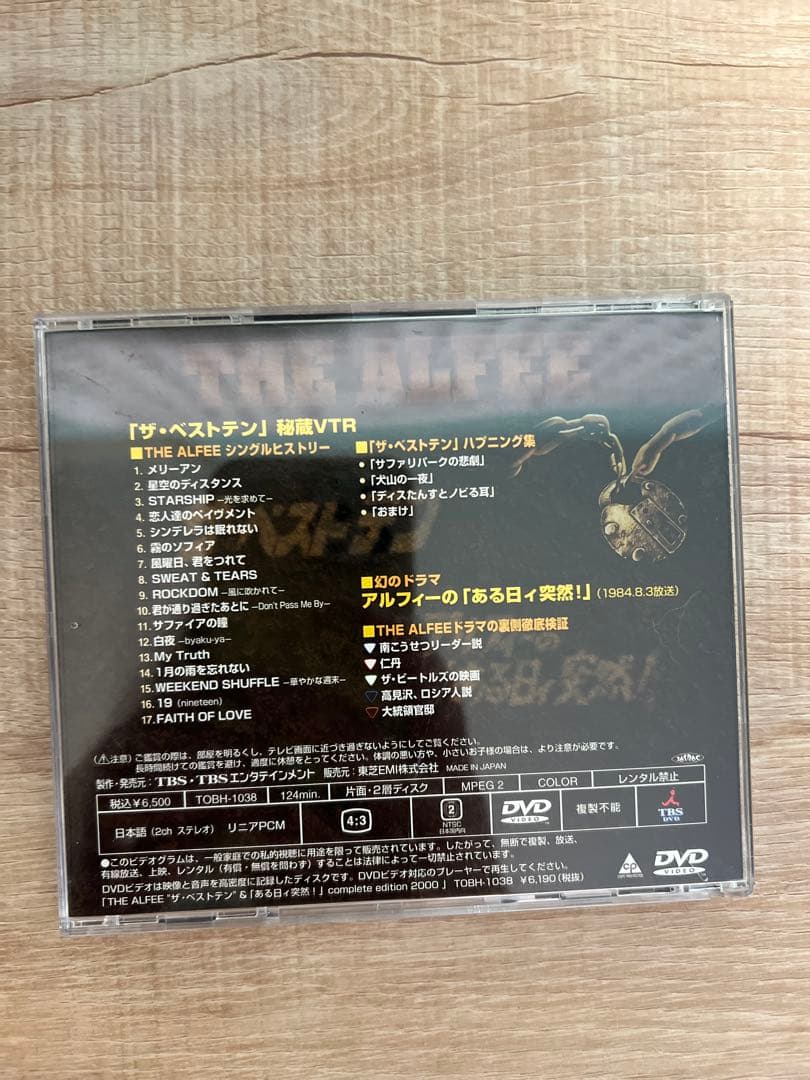 THE ALFEE
「ザ・ベストテン」秘蔵VTR
■THE ALFEE シングルヒストリー
1. メリーアン
2. 星空のディスタンス
3. STARSHIP −光を求めて−
4. 恋人達のペイヴメント
5. シンデレラは眠れない
6. 霧のソフィア
7. 風曜日、君をつれて
8. SWEAT & TEARS
9. ROCKDOM −風に吹かれて−
10. 君が通り過ぎたあとに −Don't Pass Me By−
11. サファイアの瞳
12. 白夜 −byaku-ya−
13. My Truth
14. 1月の雨を忘れない
15. WEEKEND SHUFFLE −華やかな週末−
16. 19 (nineteen)
17. FAITH OF LOVE
■「ザ・ベストテン」ハプニング集
•「サファリパークの悲劇」
•「犬山の一夜」
•「ディスたんすとノビる耳」
•「おまけ」
■幻のドラマ
アルフィーの「ある日ィ突然!」(1984.8.3放送)
■THE ALFEEドラマの裏側徹底検証
▽南こうせつリーダー説
▽仁丹
▽ザ・ビートルズの映画
▽高見沢、ロシア人説
▽大統領官邸
(⚠注意) ご鑑賞の際は、部屋を明るくし、テレビ画面に近づき過ぎないようにしてご覧ください。
長時間続けての鑑賞を避け、適度に休憩をとってください。体調の悪い方や、小さいお子様の場合は、より注意が必要です。
製作・発売元：TBS・TBSエンタテインメント 販売元：東芝EMI株式会社 MADE IN JAPAN
税込¥6,500 TOBH-1038 124min. 片面・2層ディスク MPEG 2 COLOR レンタル禁止
日本語(2ch ステレオ) リニアPCM 4:3 2 NTSC 日本国内向 DVD VIDEO 複製不能 TBS DVD
●このビデオグラムは、一般家庭での私的視聴に用途を限って販売されています。したがって、無断で複製、放送、
有線放送、上映、レンタル(有償・無償を問わず)することは法律によって一切禁止されています。
DVDビデオは映像と音声を高密度に記録したディスクです。DVDビデオ対応のプレーヤーで再生してください。
「THE ALFEE "ザ・ベストテン" &「ある日ィ突然!」complete edition 2000」 TOBH-1038 ¥6,190(税抜)
CP
DVD VIDEO